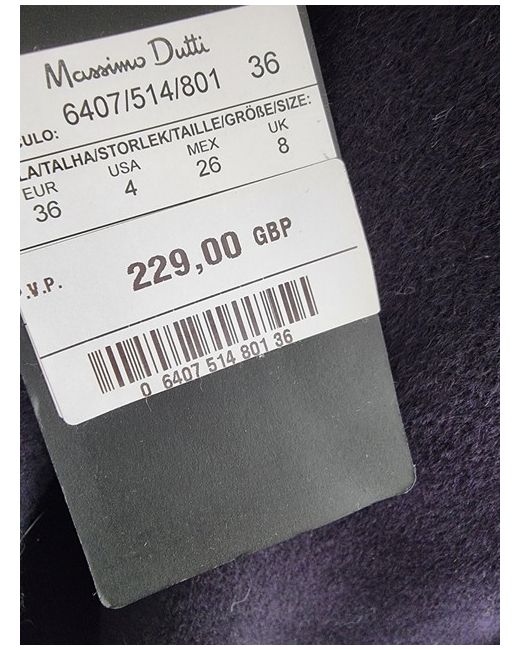 Massimo Dutti
ULO: 6407/514/801 36
LA/TALHA/STORLEK/TAILLE/GRÖßE/SIZE:
EUR USA MEX UK
36 4 26 8
.V.P. 229,00 GBP
0 6407 514 801 36